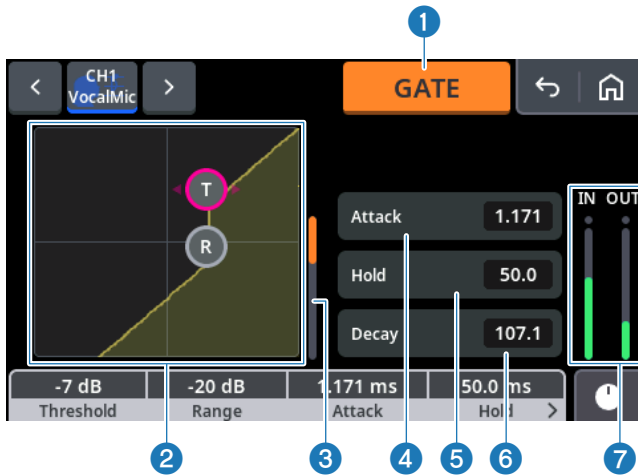 1
< CH1 > GATE
VocalMic
IN OUT
T
R
Attack 1.171
Hold 50.0
Decay 107.1
-7 dB -20 dB 1.171 ms 50.0 ms
Threshold Range Attack Hold >
2 3 4 5 6 7